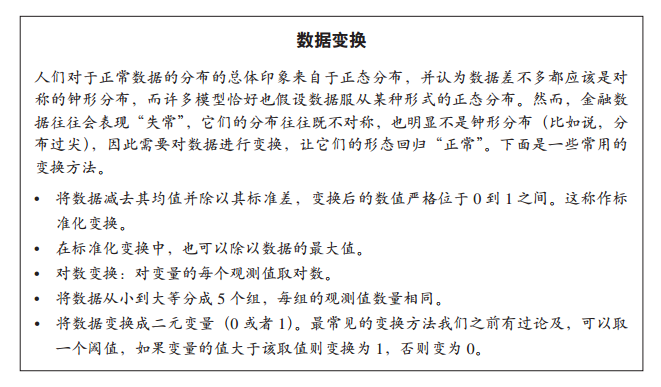 数据变换
人们对于正常数据的分布的总体印象来自于正态分布，并认为数据差不多都应该是对
称的钟形分布，而许多模型恰好也假设数据服从某种形式的正态分布。然而，金融数
据往往会表现“失常”，它们的分布往往既不对称，也明显不是钟形分布（比如说，分
布过尖），因此需要对数据进行变换，让它们的形态回归“正常”。下面是一些常用的
变换方法。
• 将数据减去其均值并除以其标准差，变换后的数值严格位于 0 到 1 之间。这称作标
准化变换。
• 在标准化变换中，也可以除以数据的最大值。
• 对数变换：对变量的每个观测值取对数。
• 将数据从小到大等分成 5 个组，每组的观测值数量相同。
• 将数据变换成二元变量（0 或者 1）。最常见的变换方法我们之前有过论及，可以取
一个阈值，如果变量的值大于该取值则变换为 1，否则变为 0。